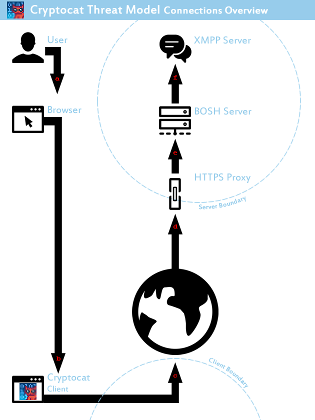 Cryptocat Threat Model Connections Overview
User
XMPP Server
a
Browser
BOSH Server
HTTPS Proxy
Server Boundary
d
b
Client Boundary
Cryptocat
Client